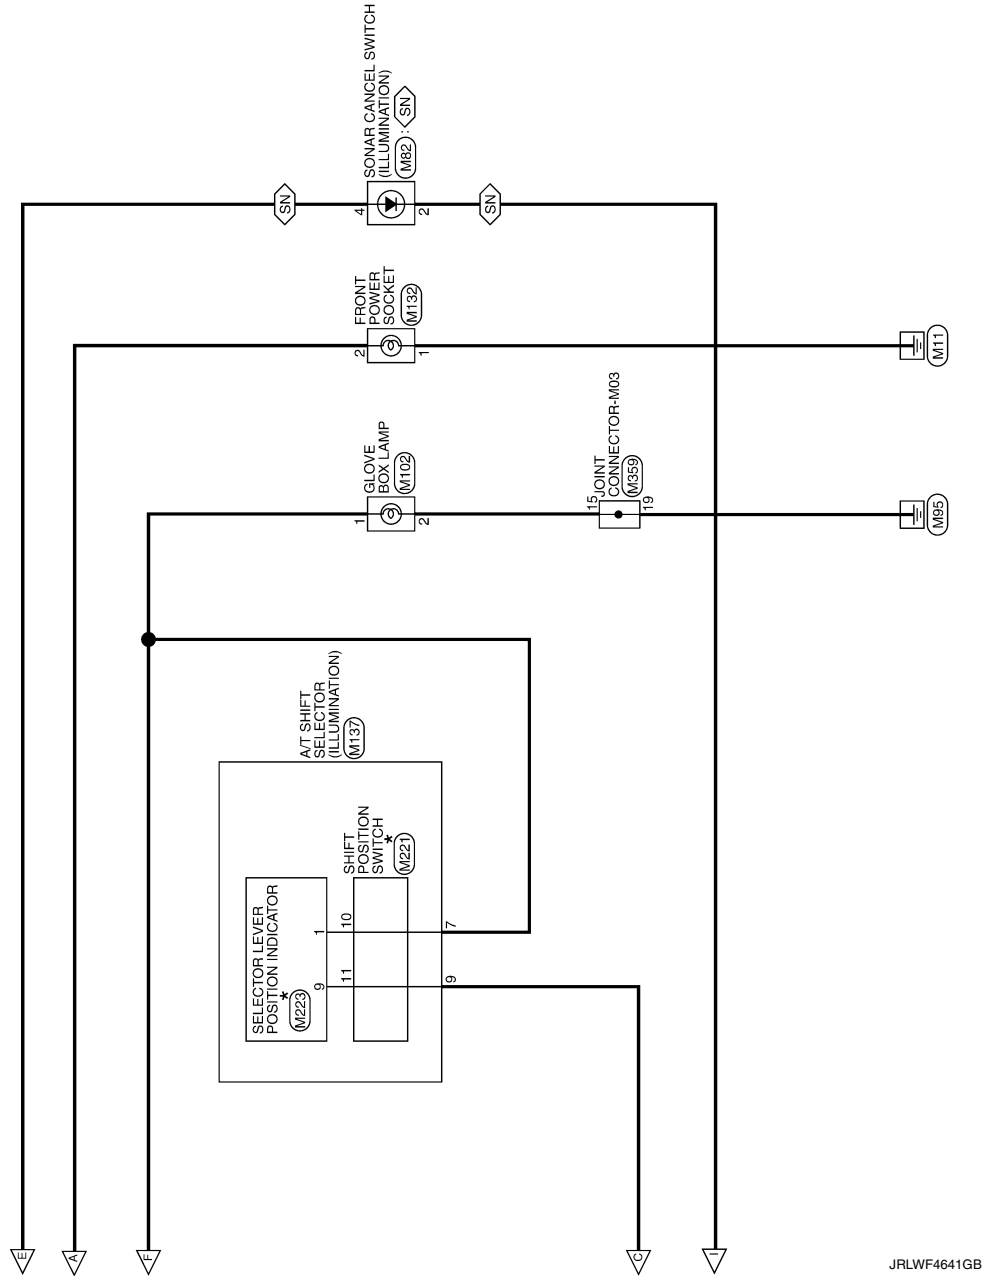 SONAR CANCEL SWITCH
(ILLUMINATION)
M82 : SN
SN
4
2
SN
FRONT
POWER
SOCKET
M132
2
1
M11
GLOVE
BOX LAMP
M102
1
2
JOINT
CONNECTOR-M03
M359
15
19
M95
A/T SHIFT
SELECTOR
(ILLUMINATION)
M137
SHIFT
POSITION
SWITCH
*
M221
SELECTOR LEVER
POSITION INDICATOR
*
M223
1
10
7
9
11
9
E
A
F
C
I
JRLWF4641GB